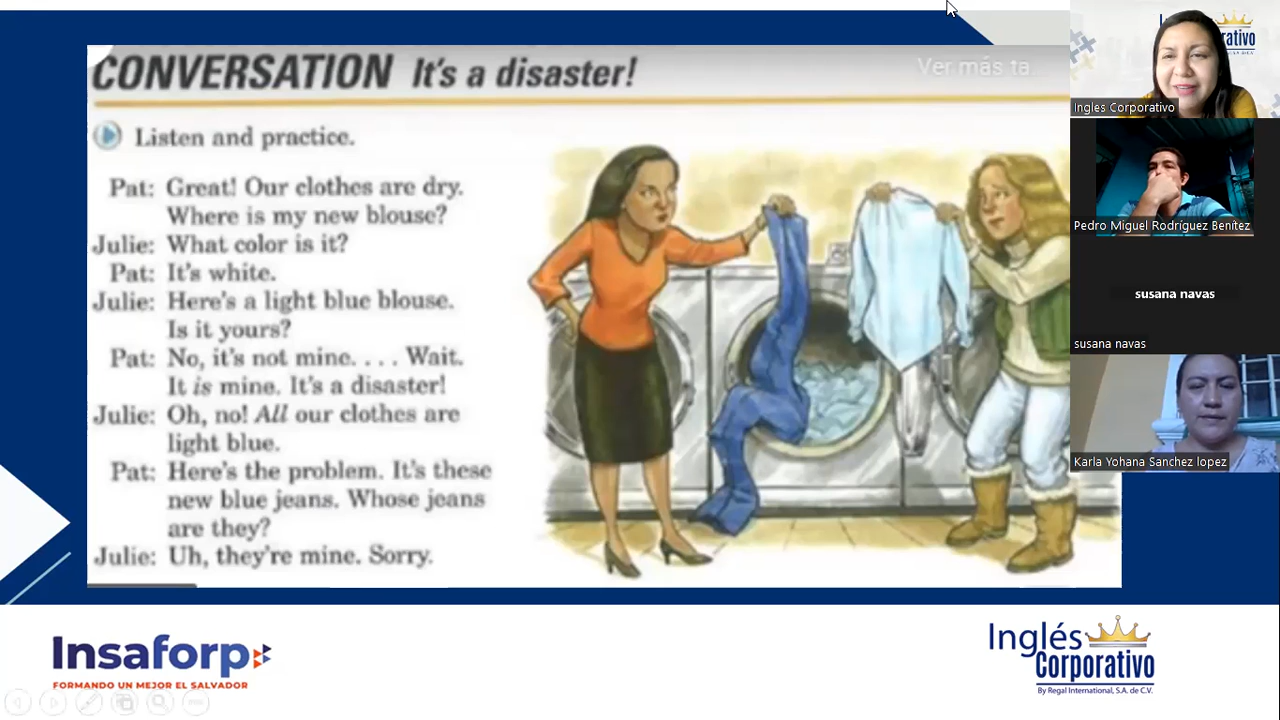 CONVERSATION It's a disaster!
Ver más ta...
Listen and practice.
Pat: Great! Our clothes are dry.
Where is my new blouse?
Julie: What color is it?
Pat: It's white.
Julie: Here's a light blue blouse.
Is it yours?
Pat: No, it's not mine. . . . Wait.
It is mine. It's a disaster!
Julie: Oh, no! All our clothes are
light blue.
Pat: Here's the problem. It's these
new blue jeans. Whose jeans
are they?
Julie: Uh, they're mine. Sorry.
Insaforp
FORMANDO UN MEJOR EL SALVADOR
Inglés
Corporativo
By Regal International, S.A. de C.V.
Ingles Corporativo
Pedro Miguel Rodríguez Benítez
susana navas
susana navas
Karla Yohana Sanchez lopez